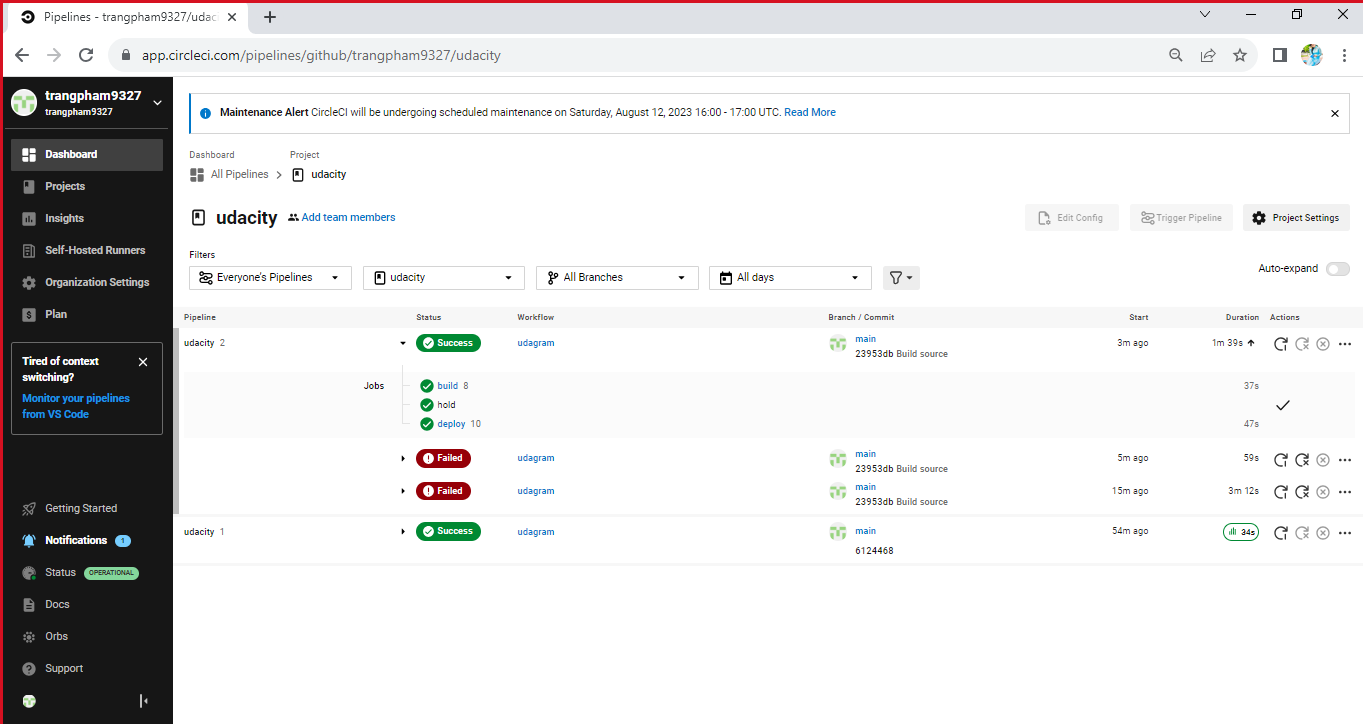 Pipelines - trangpham9327/udac
app.circleci.com/pipelines/github/trangpham9327/udacity
trangpham9327
trangpham9327
Dashboard
Projects
Insights
Self-Hosted Runners
Organization Settings
Plan
Tired of context
switching?
Monitor your pipelines
from VS Code
Getting Started
Notifications 1
Status OPERATIONAL
Docs
Orbs
Support
Maintenance Alert CircleCI will be undergoing scheduled maintenance on Saturday, August 12, 2023 16:00 - 17:00 UTC. Read More
Dashboard Project
All Pipelines udacity
udacity Add team members
Edit Config Trigger Pipeline Project Settings
Filters
Everyone's Pipelines udacity All Branches All days
Auto-expand
Pipeline Status Workflow Branch / Commit Start Duration Actions
udacity 2 Success udagram main 3m ago 1m 39s
23953db Build source
Jobs build 8 37s
hold
deploy 10 47s
Failed udagram main 5m ago 59s
23953db Build source
Failed udagram main 15m ago 3m 12s
23953db Build source
udacity 1 Success udagram main 54m ago 34s
6124468